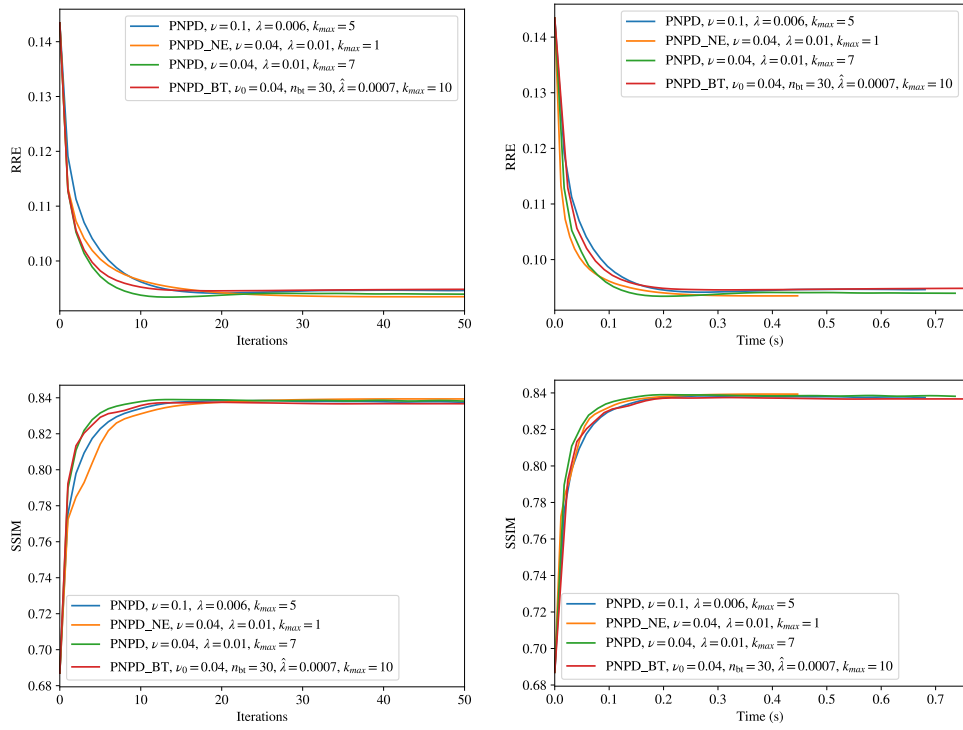 PNPD, ν = 0.1, λ = 0.006, k_max = 5
PNPD_NE, ν = 0.04, λ = 0.01, k_max = 1
PNPD, ν = 0.04, λ = 0.01, k_max = 7
PNPD_BT, ν₀ = 0.04, n_bt = 30, λ̂ = 0.0007, k_max = 10
0.14
0.13
0.12
0.11
0.10
RRE
0
10
20
30
40
50
Iterations
PNPD, ν = 0.1, λ = 0.006, k_max = 5
PNPD_NE, ν = 0.04, λ = 0.01, k_max = 1
PNPD, ν = 0.04, λ = 0.01, k_max = 7
PNPD_BT, ν₀ = 0.04, n_bt = 30, λ̂ = 0.0007, k_max = 10
0.14
0.13
0.12
0.11
0.10
RRE
0.0
0.1
0.2
0.3
0.4
0.5
0.6
0.7
Time (s)
0.84
0.82
0.80
0.78
0.76
0.74
0.72
0.70
0.68
SSIM
PNPD, ν = 0.1, λ = 0.006, k_max = 5
PNPD_NE, ν = 0.04, λ = 0.01, k_max = 1
PNPD, ν = 0.04, λ = 0.01, k_max = 7
PNPD_BT, ν₀ = 0.04, n_bt = 30, λ̂ = 0.0007, k_max = 10
0
10
20
30
40
50
Iterations
0.84
0.82
0.80
0.78
0.76
0.74
0.72
0.70
0.68
SSIM
PNPD, ν = 0.1, λ = 0.006, k_max = 5
PNPD_NE, ν = 0.04, λ = 0.01, k_max = 1
PNPD, ν = 0.04, λ = 0.01, k_max = 7
PNPD_BT, ν₀ = 0.04, n_bt = 30, λ̂ = 0.0007, k_max = 10
0.0
0.1
0.2
0.3
0.4
0.5
0.6
0.7
Time (s)